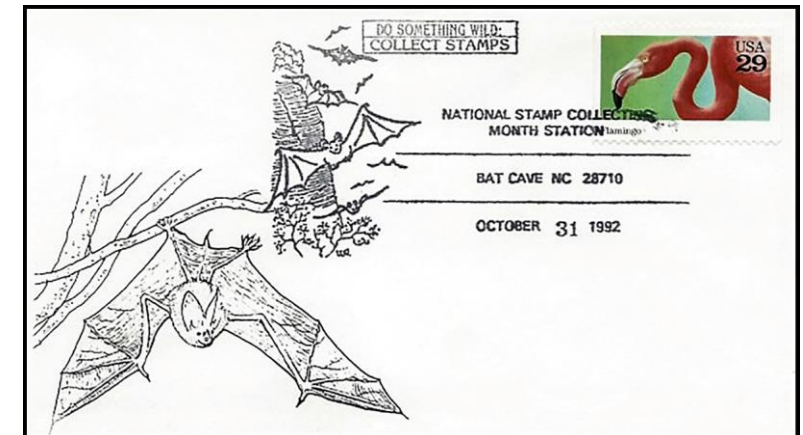 DO SOMETHING WILD:
COLLECT STAMPS
USA
29
NATIONAL STAMP COLLECTING
MONTH STATION
Flamingo
BAT CAVE NC 28710
OCTOBER 31 1992